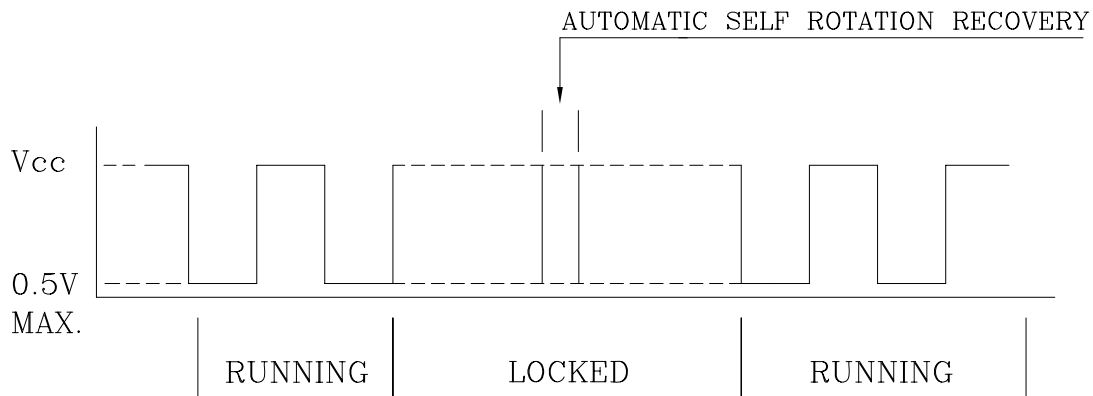 AUTOMATIC SELF ROTATION RECOVERY
Vcc
0.5V
MAX.
RUNNING
LOCKED
RUNNING